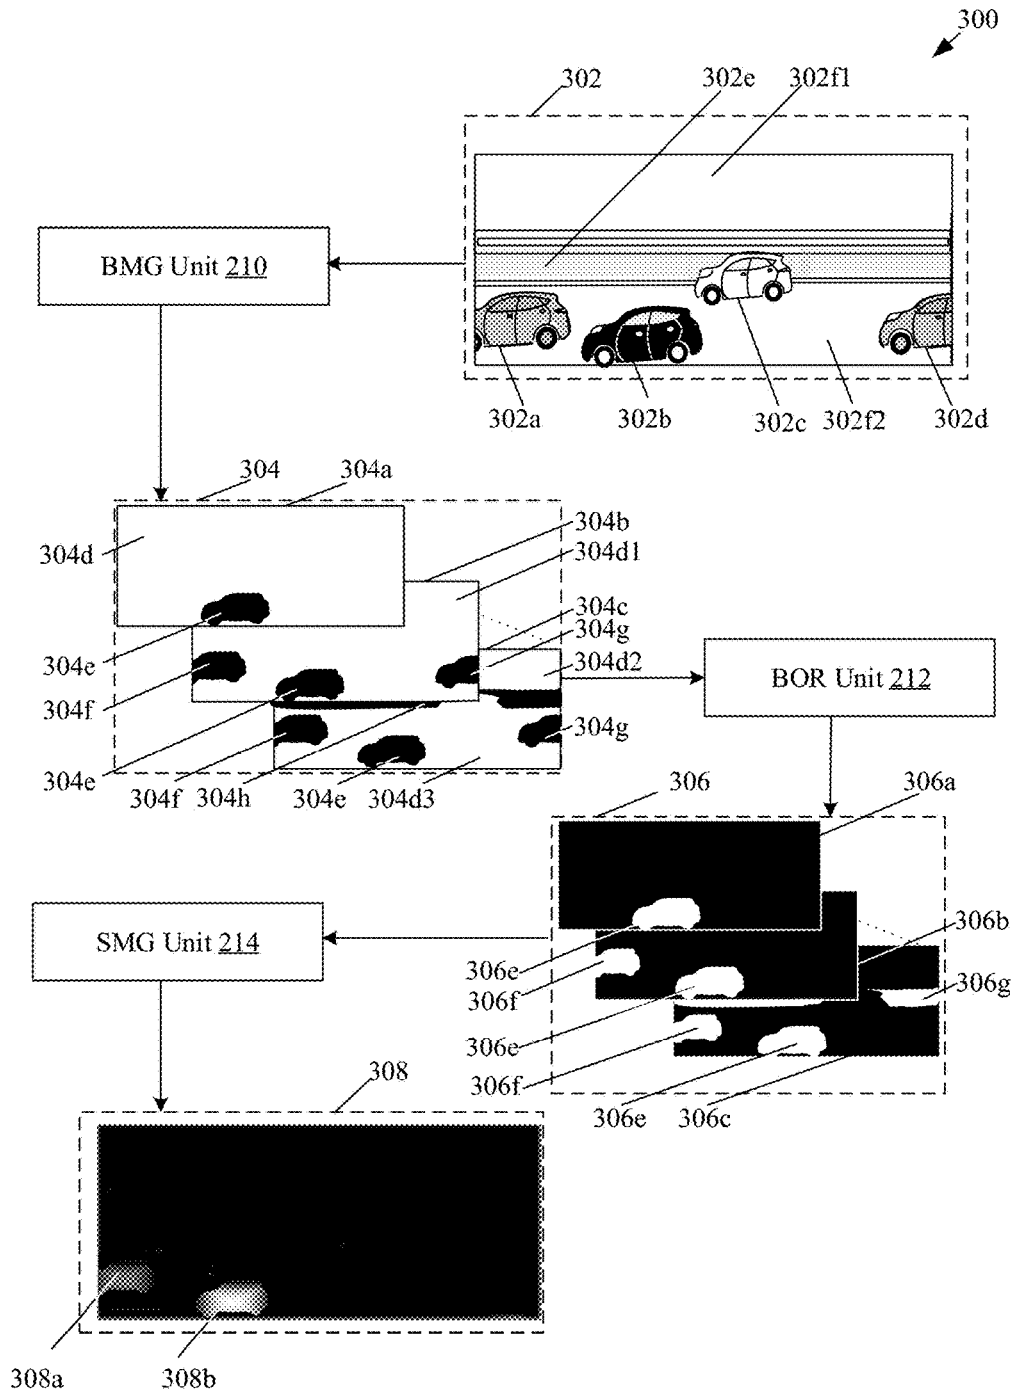 300
302
302e
302f1
BMG Unit 210
302a
302b
302c
302f2
302d
304
304a
304b
304d
304d1
304c
304g
304e
304d2
BOR Unit 212
304f
304g
304e
304f
304h
304e
304d3
306
306a
SMG Unit 214
306b
306e
306g
306f
306e
308
306f
306e
306c
308a
308b